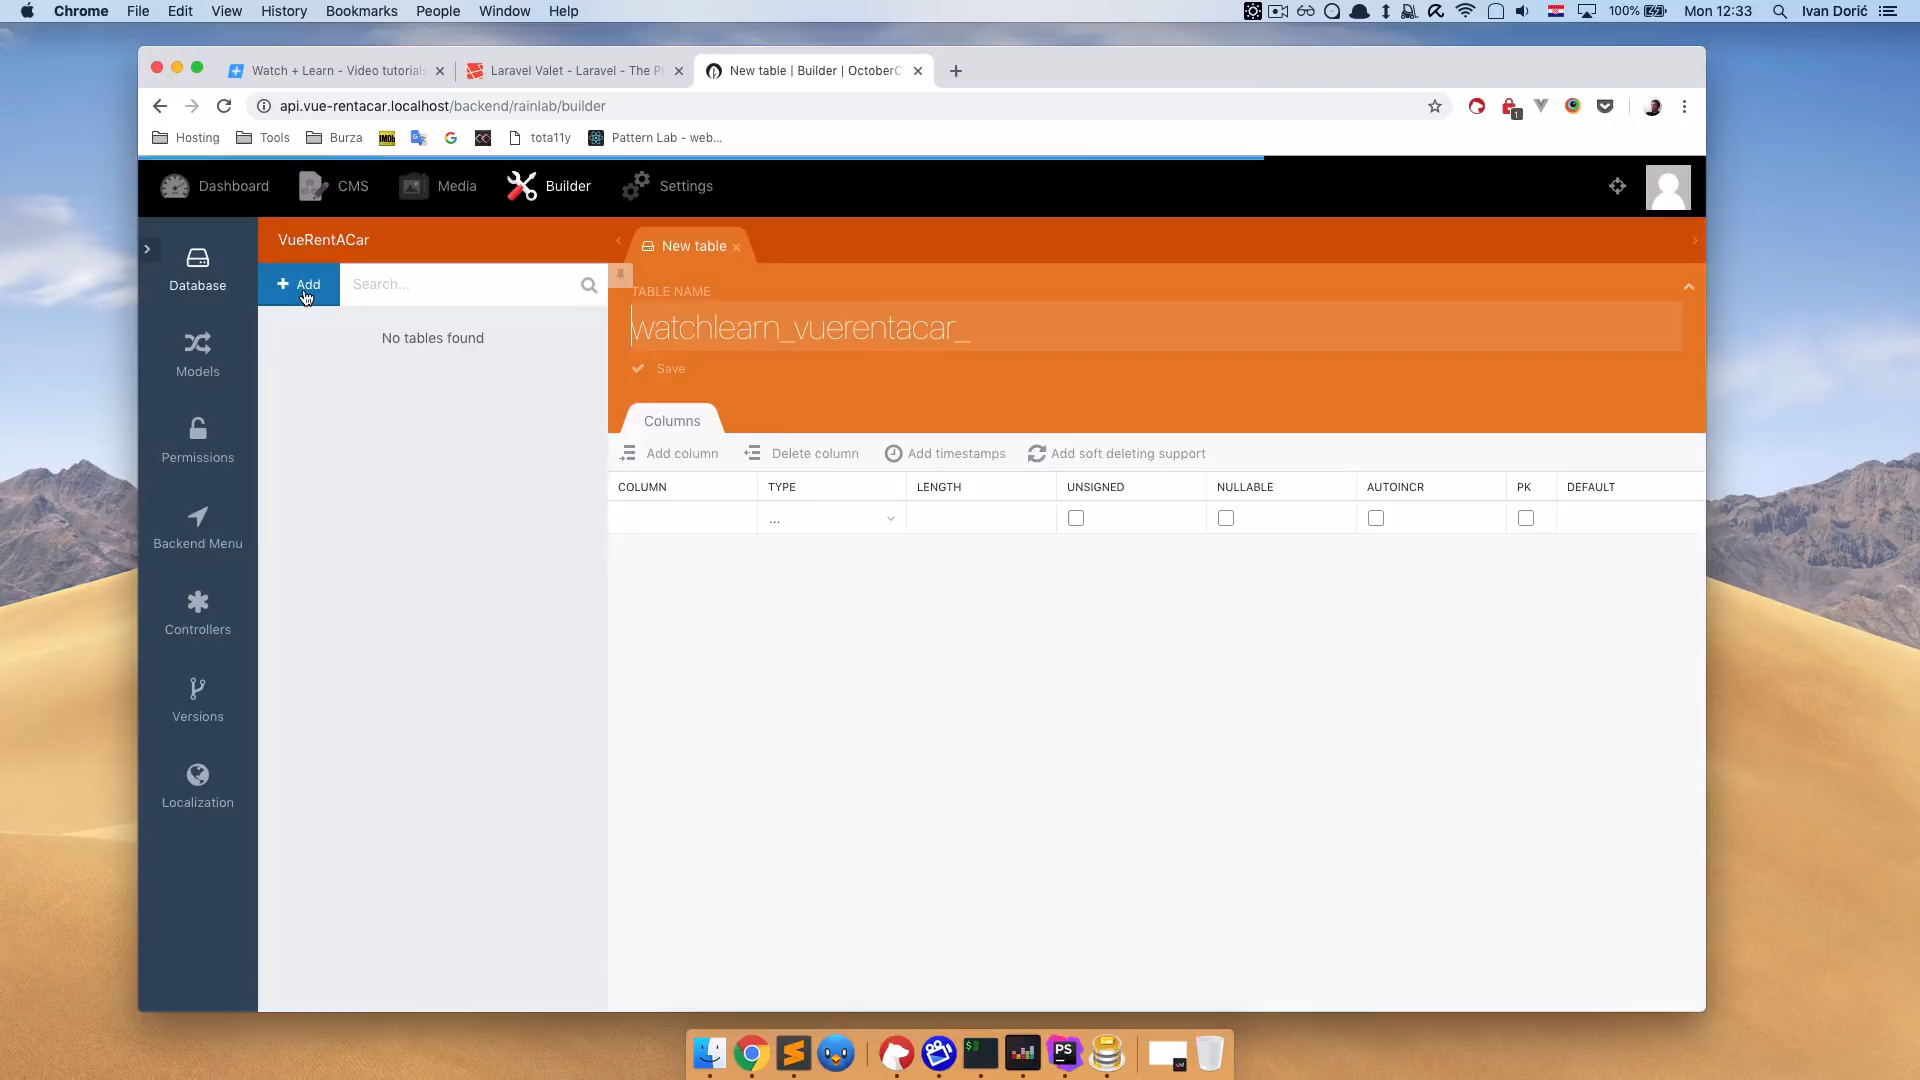 Chrome File Edit View History Bookmarks People Window Help
100% Mon 12:33 Ivan Dorić
Watch + Learn - Video tutorials
Laravel Valet - Laravel - The P
New table | Builder | OctoberC
api.vue-rentacar.localhost/backend/rainlab/builder
Hosting Tools Burza tota11y Pattern Lab - web...
Dashboard CMS Media Builder Settings
VueRentACar
New table
Database
Add
Search...
No tables found
TABLE NAME
watchlearn_vuerentacar_
Save
Models
Permissions
Backend Menu
Controllers
Versions
Localization
Columns
Add column Delete column Add timestamps Add soft deleting support
COLUMN TYPE LENGTH UNSIGNED NULLABLE AUTOINCR PK DEFAULT
...